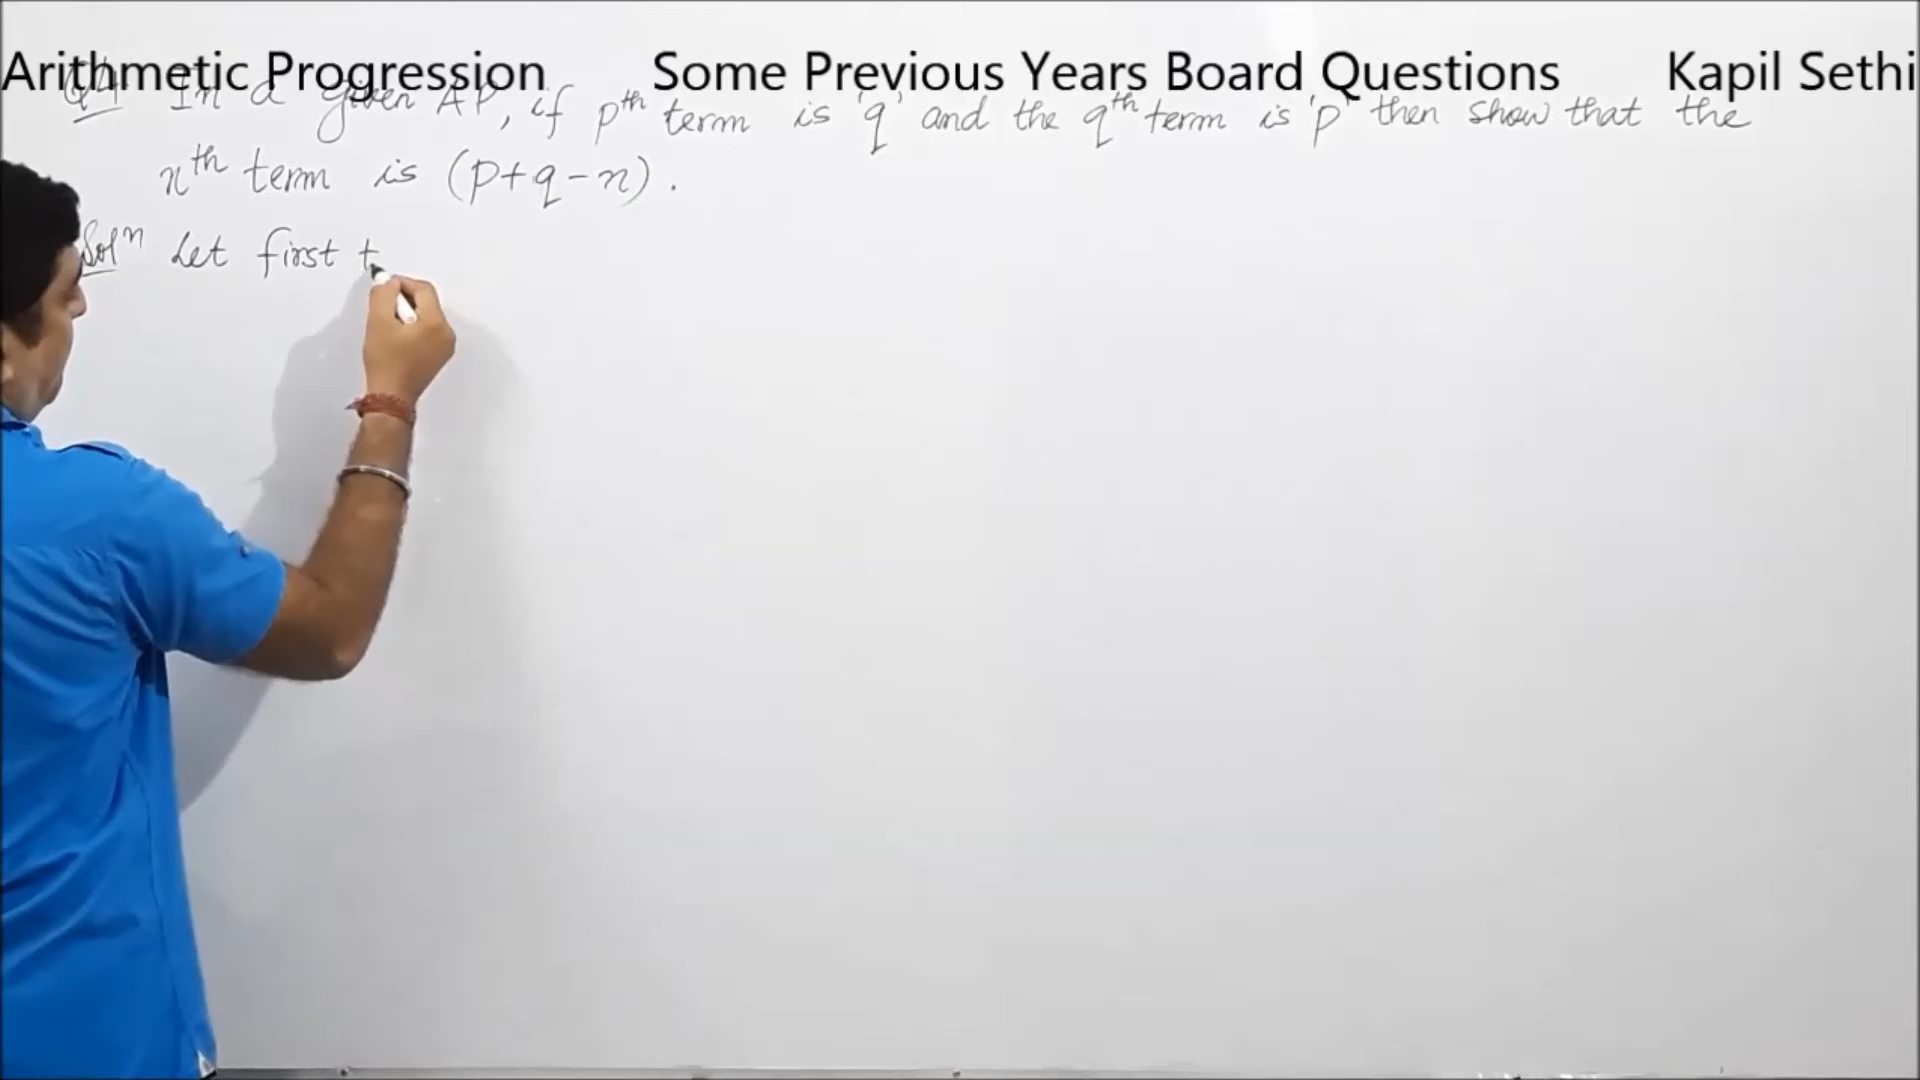 Arithmetic Progression Some Previous Years Board Questions Kapil Sethi
Q4 In a given AP, if pth term is 'q' and the qth term is 'p' then show that the
nth term is (p+q-n).
Soln Let first t